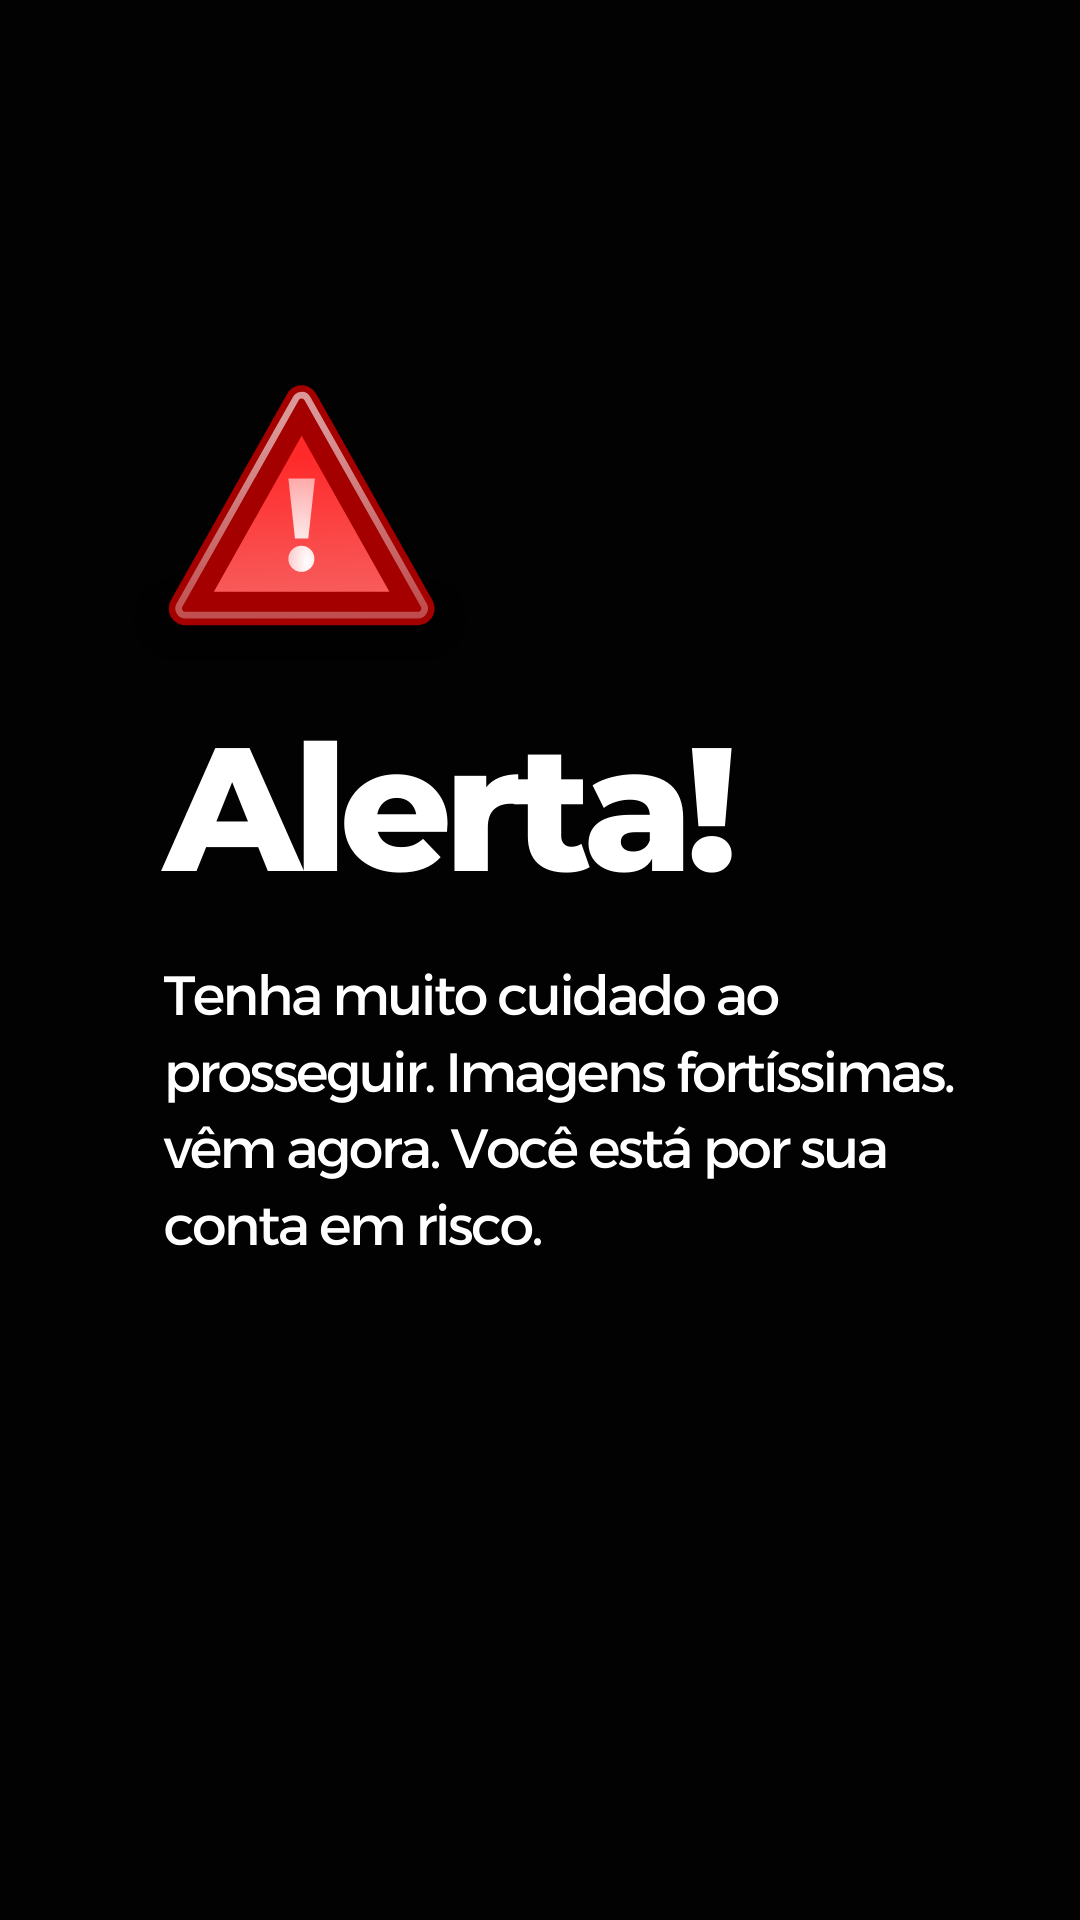 !
Alerta!
Tenha muito cuidado ao
prosseguir. Imagens fortíssimas.
vêm agora. Você está por sua
conta em risco.